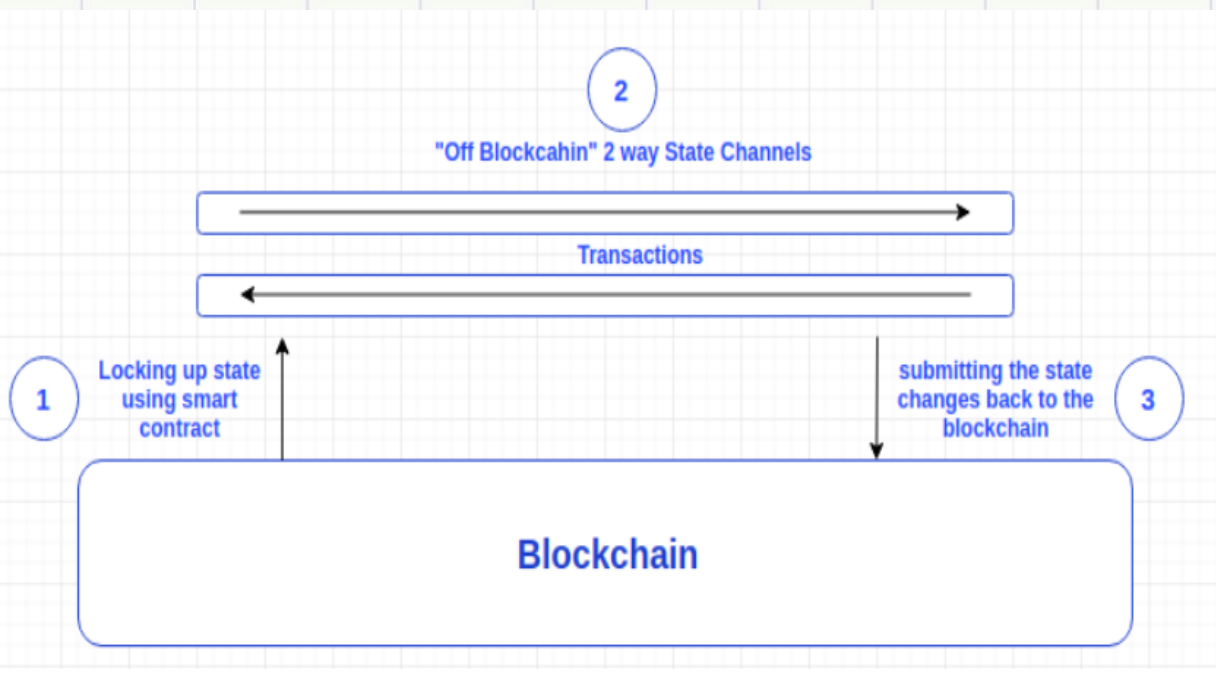 2
"Off Blockcahin" 2 way State Channels
Transactions
1
Locking up state
using smart
contract
submitting the state
changes back to the
blockchain
3
Blockchain